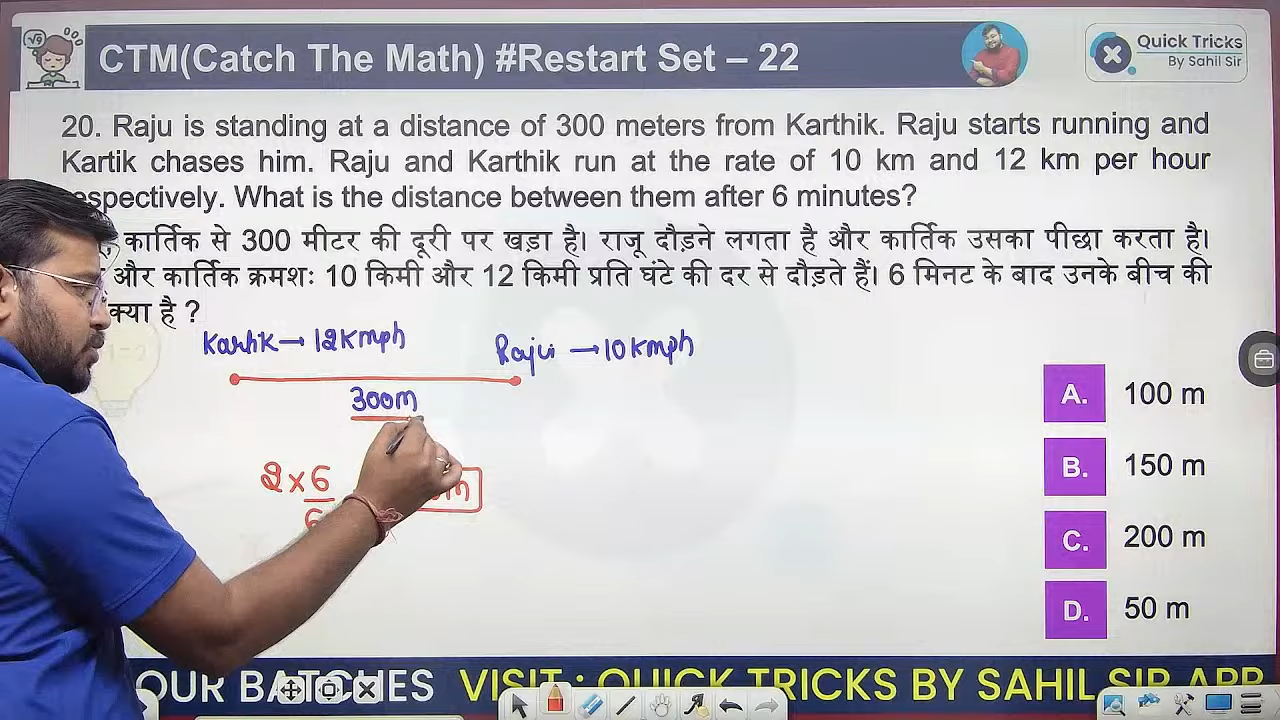 CTM(Catch The Math) #Restart Set – 22
Quick Tricks
By Sahil Sir
20. Raju is standing at a distance of 300 meters from Karthik. Raju starts running and
Kartik chases him. Raju and Karthik run at the rate of 10 km and 12 km per hour
respectively. What is the distance between them after 6 minutes?
कार्तिक से 300 मीटर की दूरी पर खड़ा है। राजू दौड़ने लगता है और कार्तिक उसका पीछा करता है।
और कार्तिक क्रमशः 10 किमी और 12 किमी प्रति घंटे की दर से दौड़ते हैं। 6 मिनट के बाद उनके बीच की
क्या है ?
Karthik → 12Kmph
Rajui → 10Kmph
300m
2 × 6
A. 100 m
B. 150 m
C. 200 m
D. 50 m
OUR BATCHES VISIT : QUICK TRICKS BY SAHIL SIR APP